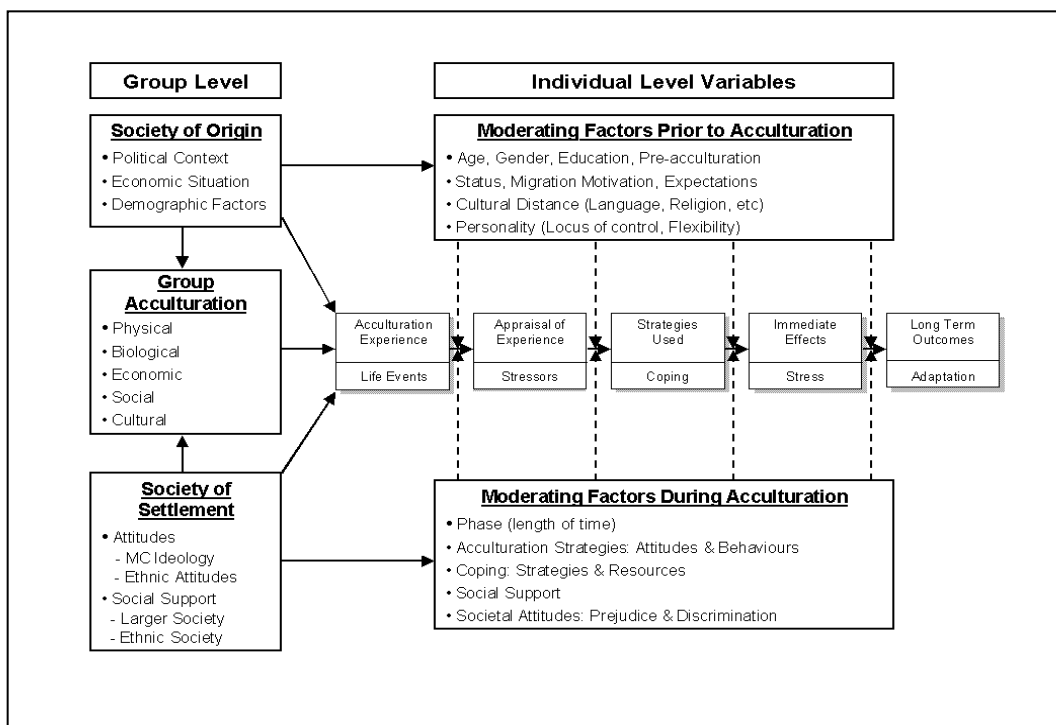 Group Level
Individual Level Variables
Society of Origin
• Political Context
• Economic Situation
• Demographic Factors
Moderating Factors Prior to Acculturation
• Age, Gender, Education, Pre-acculturation
• Status, Migration Motivation, Expectations
• Cultural Distance (Language, Religion, etc)
• Personality (Locus of control, Flexibility)
Group
Acculturation
• Physical
• Biological
• Economic
• Social
• Cultural
Acculturation
Experience
Life Events
Appraisal of
Experience
Stressors
Strategies
Used
Coping
Immediate
Effects
Stress
Long Term
Outcomes
Adaptation
Society of
Settlement
• Attitudes
- MC Ideology
- Ethnic Attitudes
• Social Support
- Larger Society
- Ethnic Society
Moderating Factors During Acculturation
• Phase (length of time)
• Acculturation Strategies: Attitudes & Behaviours
• Coping: Strategies & Resources
• Social Support
• Societal Attitudes: Prejudice & Discrimination